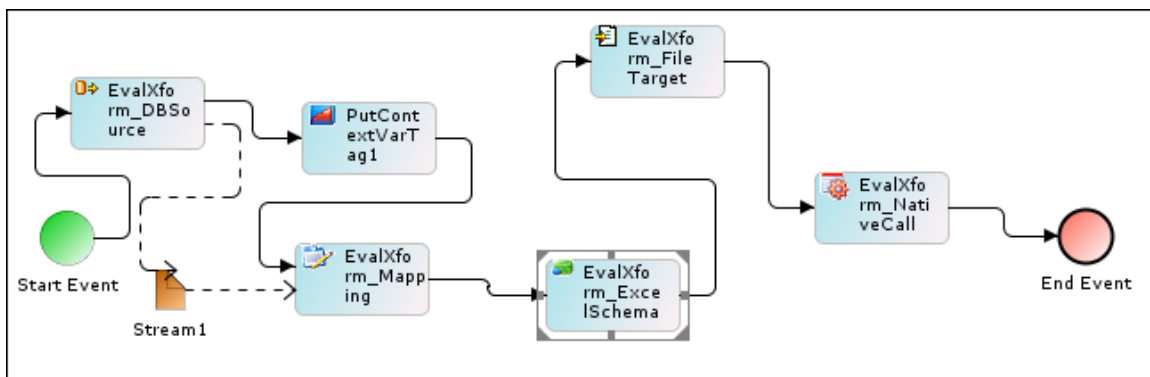 EvalXfo
rm_File
Target
EvalXfo
rm_DBSo
urce
PutCont
extVarT
ag1
EvalXfo
rm_Nati
veCall
Start Event
EvalXfo
rm_Mapp
ing
EvalXfo
rm_Exce
lSchema
End Event
Stream1